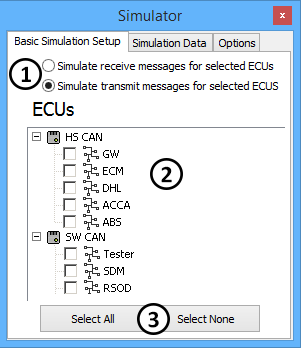 Simulator
x
Basic Simulation Setup Simulation Data Options
1
Simulate receive messages for selected ECUs
Simulate transmit messages for selected ECUS
ECUs
HS CAN
GW
ECM
2
DHL
ACCA
ABS
SW CAN
Tester
SDM
RSOD
Select All 3 Select None